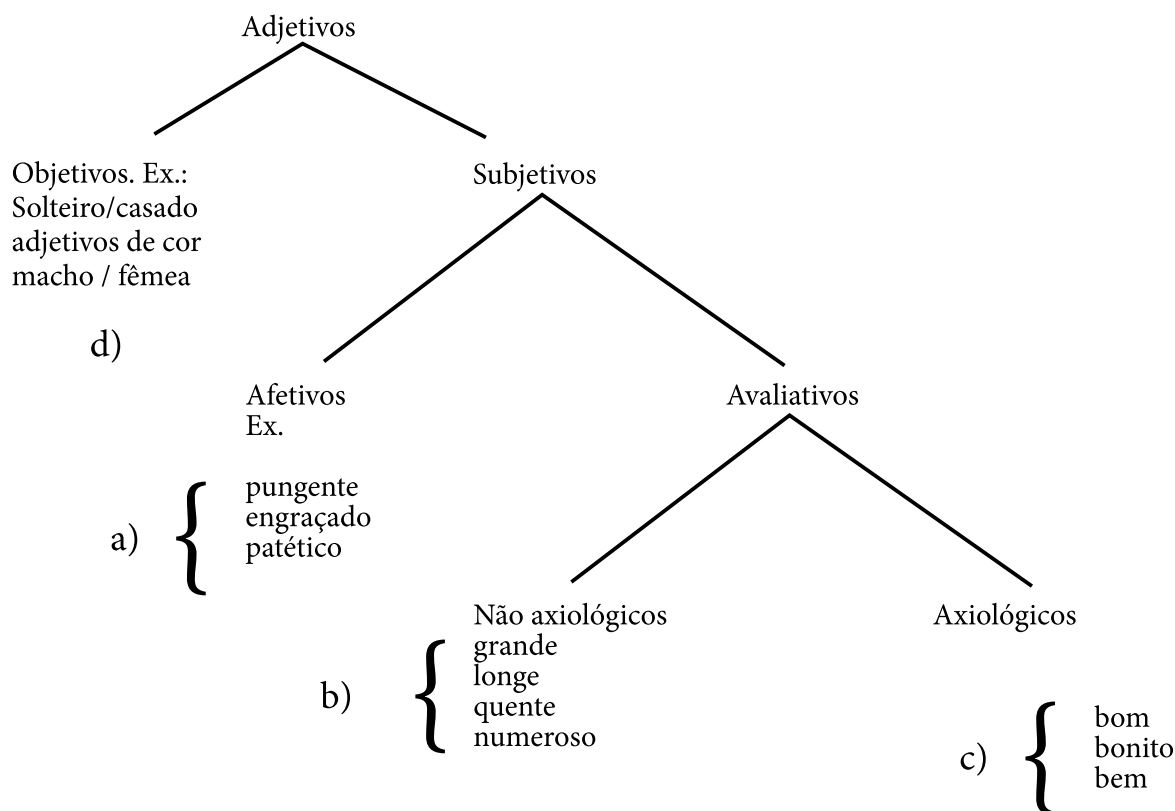 Adjetivos
Objetivos. Ex.:
Solteiro/casado
adjetivos de cor
macho / fêmea
d)
Subjetivos
Afetivos
Ex.
a)
pungente
engraçado
patético
Avaliativos
Não axiológicos
b)
grande
longe
quente
numeroso
Axiológicos
c)
bom
bonito
bem